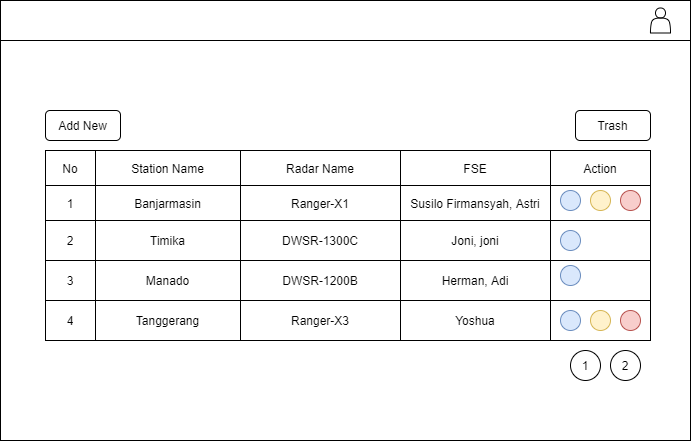 Add New
Trash
No Station Name Radar Name FSE Action
1 Banjarmasin Ranger-X1 Susilo Firmansyah, Astri
2 Timika DWSR-1300C Joni, joni
3 Manado DWSR-1200B Herman, Adi
4 Tanggerang Ranger-X3 Yoshua
1 2